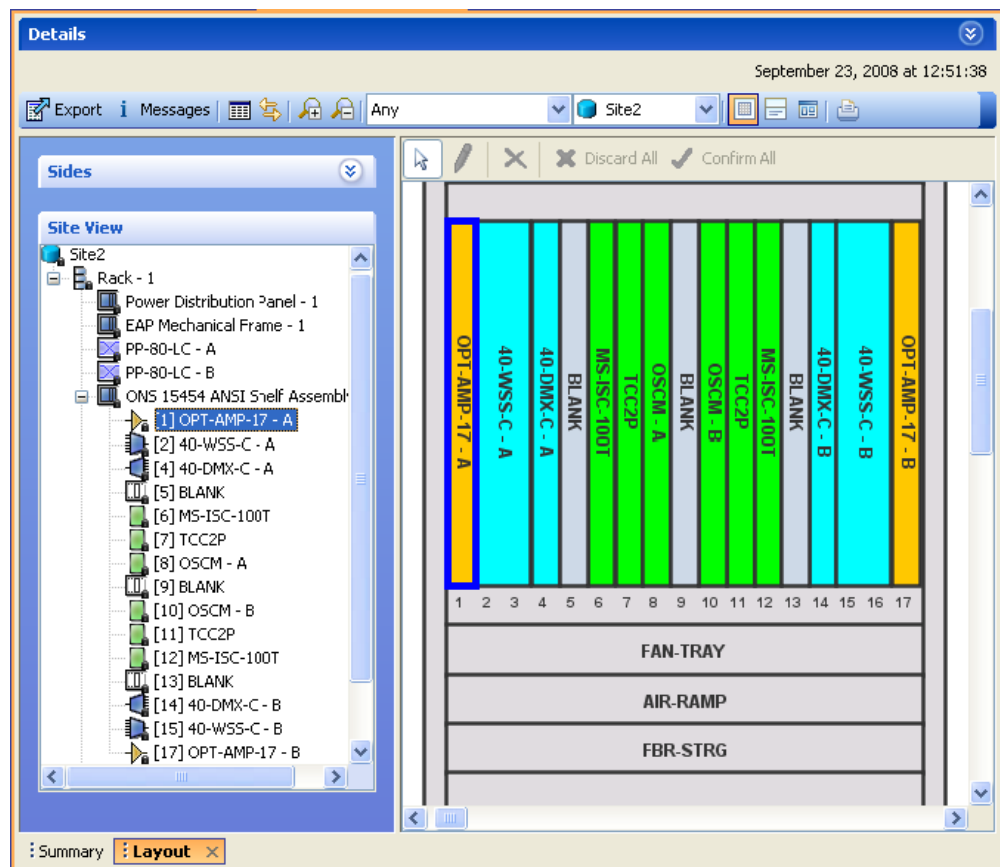 Details
September 23, 2008 at 12:51:38
Export i Messages Any Site2
Sides
Discard All Confirm All
Site View
Site2
Rack - 1
Power Distribution Panel - 1
EAP Mechanical Frame - 1
PP-80-LC - A
PP-80-LC - B
ONS 15454 ANSI Shelf Assembl
1] OPT-AMP-17 - A
[2] 40-WSS-C - A
[4] 40-DMX-C - A
[5] BLANK
[6] MS-ISC-100T
[7] TCC2P
[8] OSCM - A
[9] BLANK
[10] OSCM - B
[11] TCC2P
[12] MS-ISC-100T
[13] BLANK
[14] 40-DMX-C - B
[15] 40-WSS-C - B
[17] OPT-AMP-17 - B
OPT-AMP-17 - A
40-WSS-C - A
40-DMX-C - A
BLANK
MS-ISC-100T
TCC2P
OSCM - A
BLANK
OSCM - B
TCC2P
MS-ISC-100T
BLANK
40-DMX-C - B
40-WSS-C - B
OPT-AMP-17 - B
1 2 3 4 5 6 7 8 9 10 11 12 13 14 15 16 17
FAN-TRAY
AIR-RAMP
FBR-STRG
Summary Layout